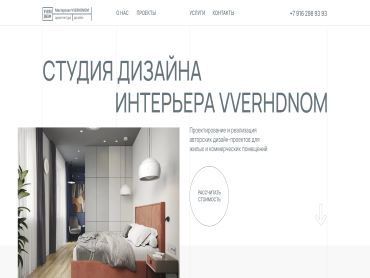 Мастерская VVERHDNOM
архитектура дизайн
О НАС ПРОЕКТЫ УСЛУГИ КОНТАКТЫ +7 916 288 93 93
СТУДИЯ ДИЗАЙНА
ИНТЕРЬЕРА VVERHDNOM
Проектирование и реализация
авторских дизайн-проектов для
жилых и коммерческих помещений
РАССЧИТАТЬ
СТОИМОСТЬ